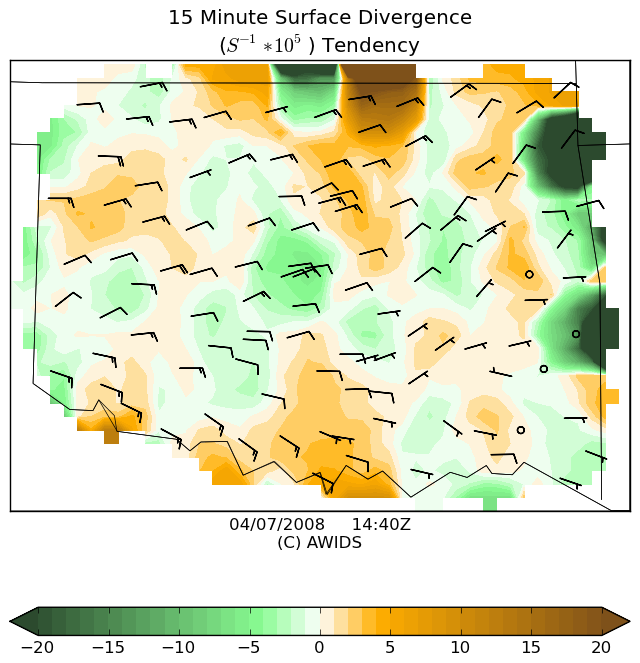 15 Minute Surface Divergence
(S⁻¹ * 10⁵ ) Tendency
04/07/2008 14:40Z
(C) AWIDS
−20 −15 −10 −5 0 5 10 15 20